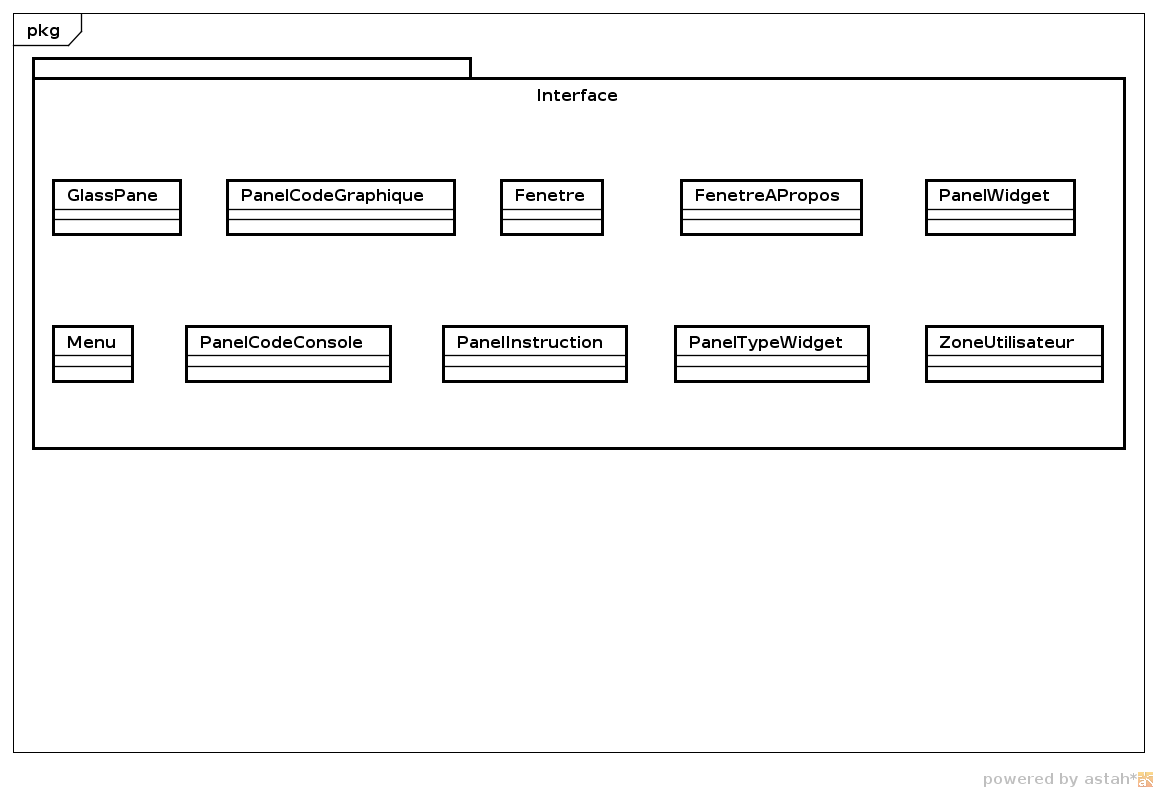 pkg
Interface
GlassPane
PanelCodeGraphique
Fenetre
FenetreAPropos
PanelWidget
Menu
PanelCodeConsole
PanelInstruction
PanelTypeWidget
ZoneUtilisateur
powered by astah*